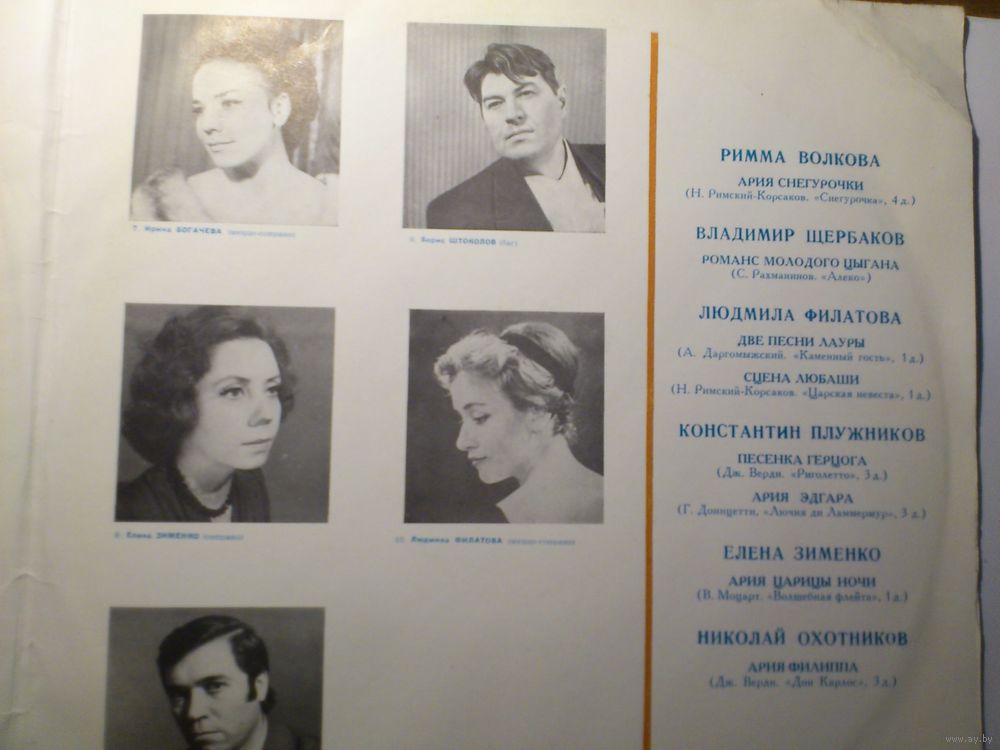 7. Ирина БОГАЧЕВА (меццо-сопрано)
8. Борис ШТОКОЛОВ (бас)
9. Елена ЗИМЕНКО (сопрано)
10. Людмила ФИЛАТОВА (меццо-сопрано)
РИММА ВОЛКОВА
АРИЯ СНЕГУРОЧКИ
(Н. Римский-Корсаков. «Снегурочка», 4 д.)
ВЛАДИМИР ЩЕРБАКОВ
РОМАНС МОЛОДОГО ЦЫГАНА
(С. Рахманинов. «Алеко»)
ЛЮДМИЛА ФИЛАТОВА
ДВЕ ПЕСНИ ЛАУРЫ
(А. Даргомыжский. «Каменный гость», 1 д.)
СЦЕНА ЛЮБАШИ
(Н. Римский-Корсаков. «Царская невеста», 1 д.)
КОНСТАНТИН ПЛУЖНИКОВ
ПЕСЕНКА ГЕРЦОГА
(Дж. Верди. «Риголетто», 3 д.)
АРИЯ ЭДГАРА
(Г. Доницетти. «Лючия ди Ламмермур», 3 д.)
ЕЛЕНА ЗИМЕНКО
АРИЯ ЦАРИЦЫ НОЧИ
(В. Моцарт. «Волшебная флейта», 1 д.)
НИКОЛАЙ ОХОТНИКОВ
АРИЯ ФИЛИППА
(Дж. Верди. «Дон Карлос», 3 д.)
www.ay.by